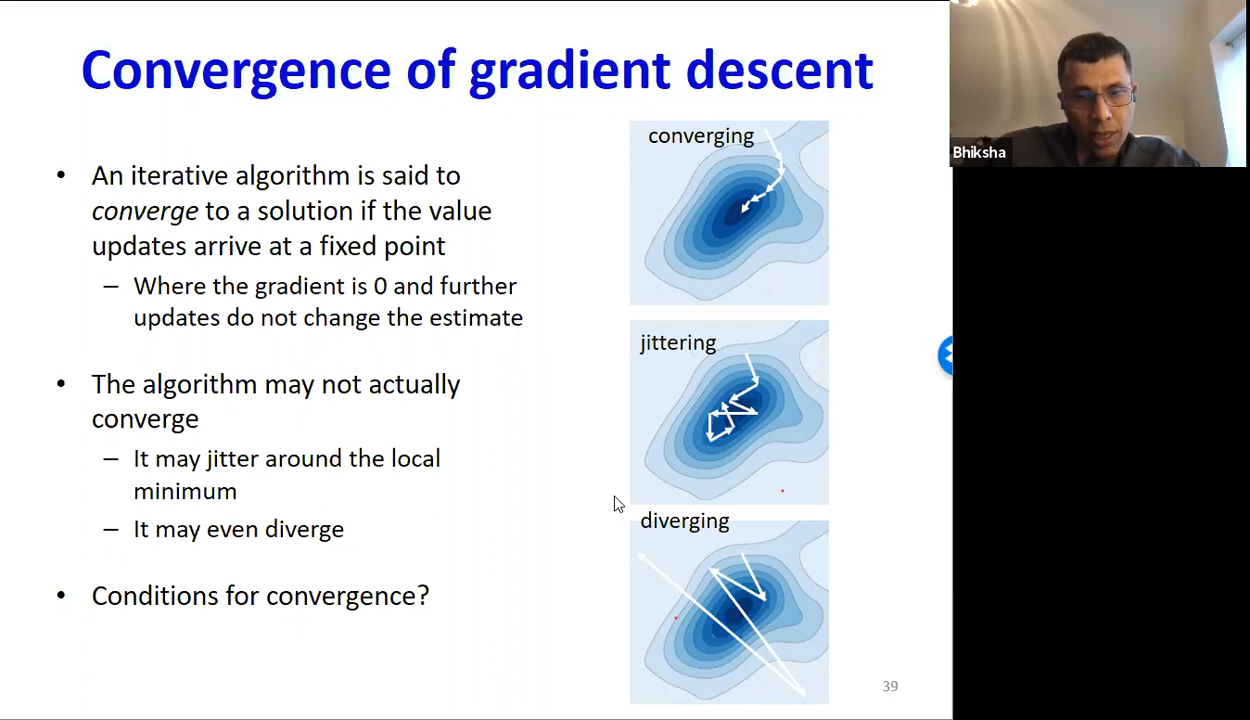 Convergence of gradient descent
• An iterative algorithm is said to
converge to a solution if the value
updates arrive at a fixed point
– Where the gradient is 0 and further
updates do not change the estimate
• The algorithm may not actually
converge
– It may jitter around the local
minimum
– It may even diverge
• Conditions for convergence?
converging
jittering
diverging
39
Bhiksha